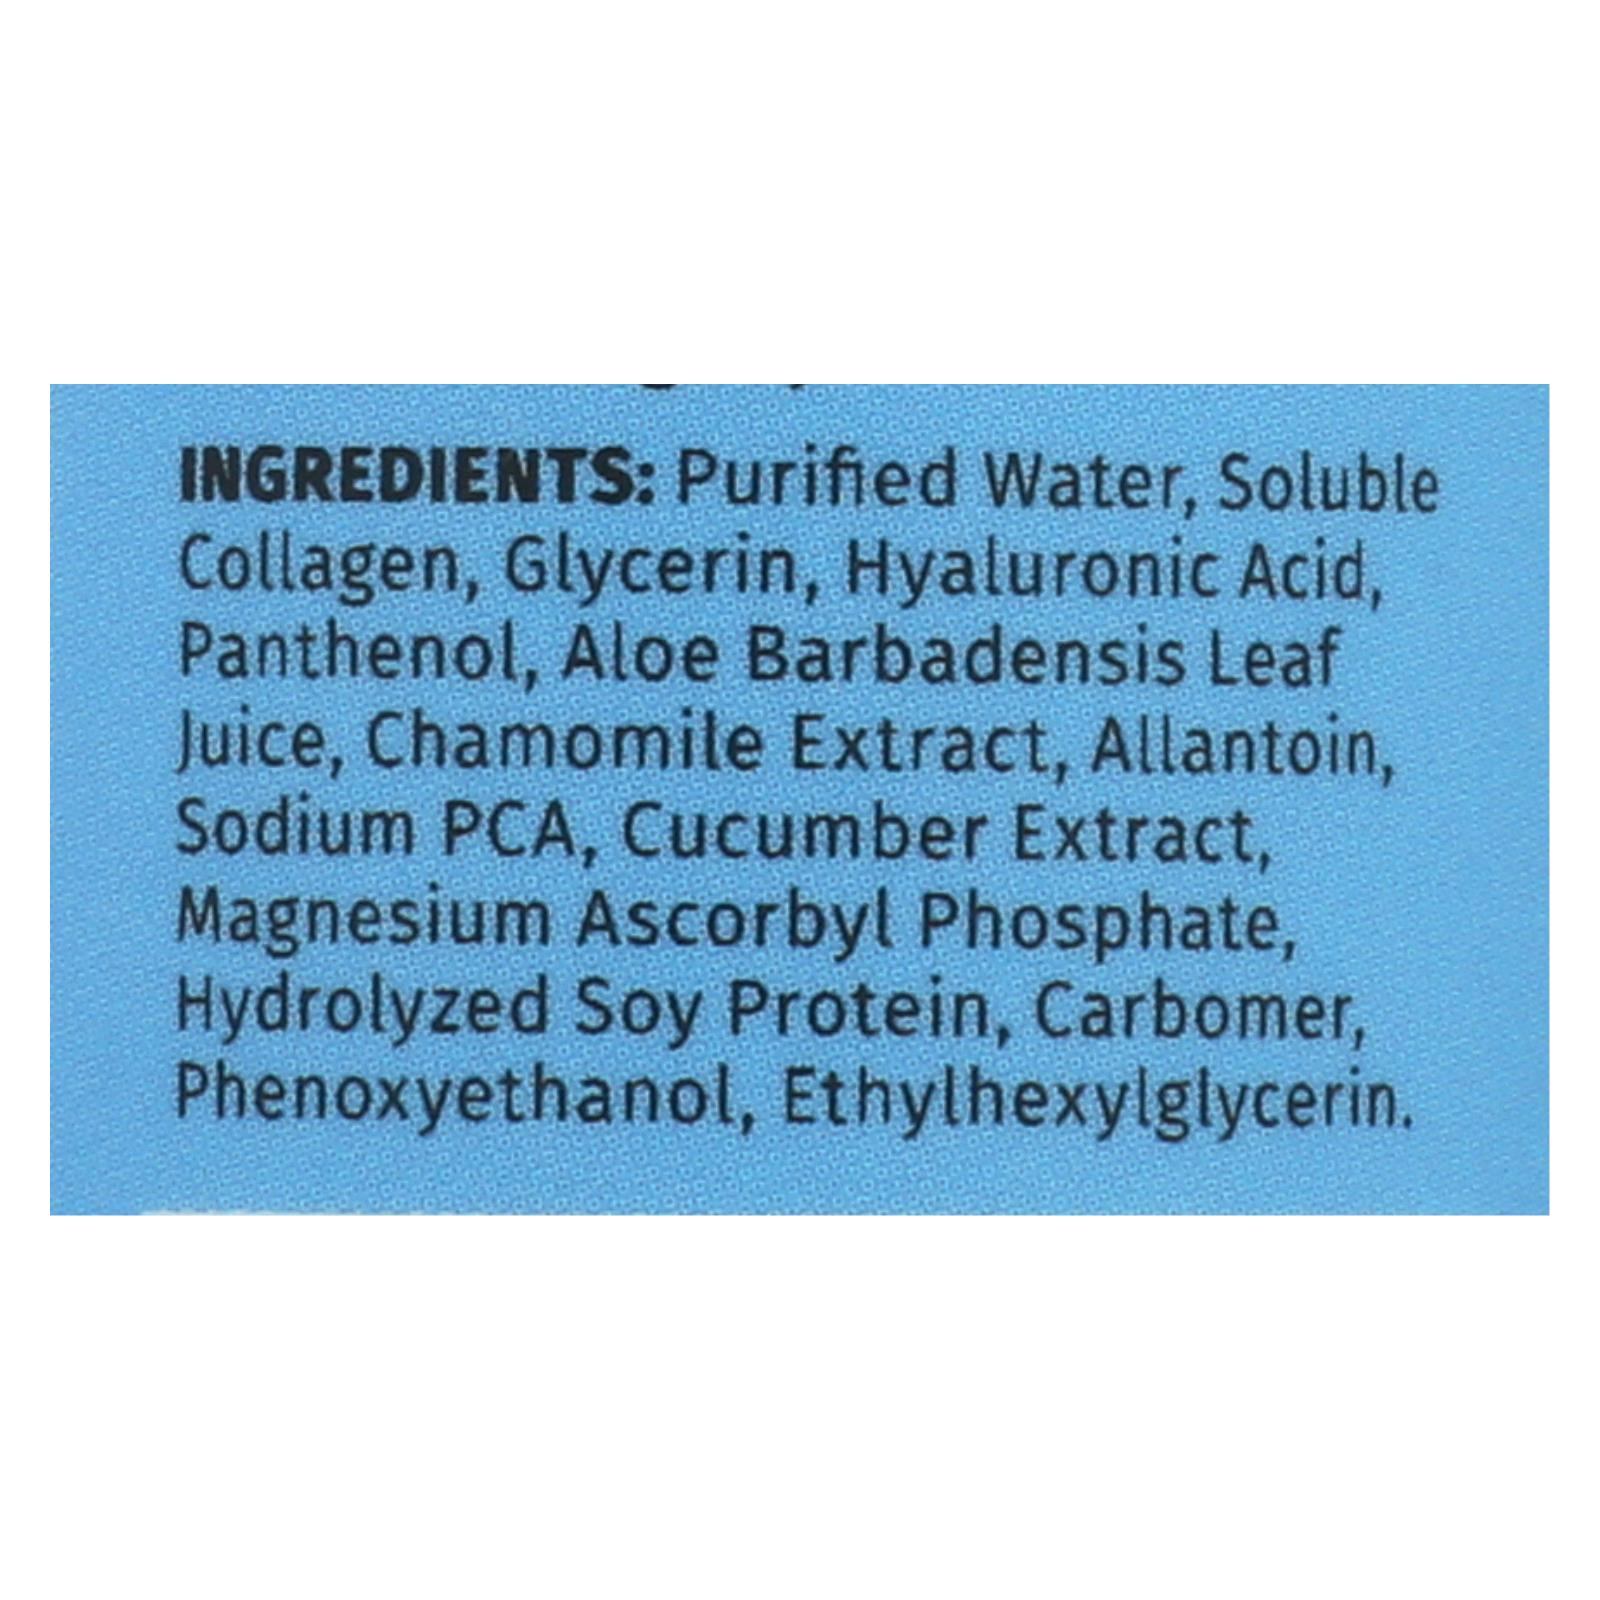 INGREDIENTS: Purified Water, Soluble
Collagen, Glycerin, Hyaluronic Acid,
Panthenol, Aloe Barbadensis Leaf
Juice, Chamomile Extract, Allantoin,
Sodium PCA, Cucumber Extract,
Magnesium Ascorbyl Phosphate,
Hydrolyzed Soy Protein, Carbomer,
Phenoxyethanol, Ethylhexylglycerin.